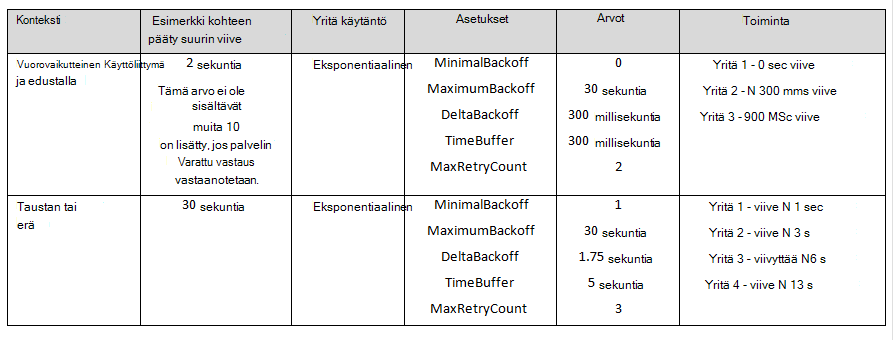 Konteksti
Esimerkki kohteen
pääty suurin viive
Yritä käytäntö
Asetukset
Arvot
Toiminta
Vuorovaikutteinen Käyttöliittymä
ja edustalla
2 sekuntia
Tämä arvo ei ole
sisältävät
muita 10
on lisätty, jos palvelin
Varattu vastaus
vastaanotetaan.
Eksponentiaalinen
MinimalBackoff
MaximumBackoff
DeltaBackoff
TimeBuffer
MaxRetryCount
0
30 sekuntia
300 millisekuntia
300 millisekuntia
2
Yritä 1 - 0 sec viive
Yritä 2 - N 300 mms viive
Yritä 3 - 900 MSc viive
Taustan tai
erä
30 sekuntia
Eksponentiaalinen
MinimalBackoff
MaximumBackoff
DeltaBackoff
TimeBuffer
MaxRetryCount
1
30 sekuntia
1.75 sekuntia
5 sekuntia
3
Yritä 1 - viive N 1 sec
Yritä 2 - viive N 3 s
Yritä 3 - viivyttää N6 s
Yritä 4 - viive N 13 s